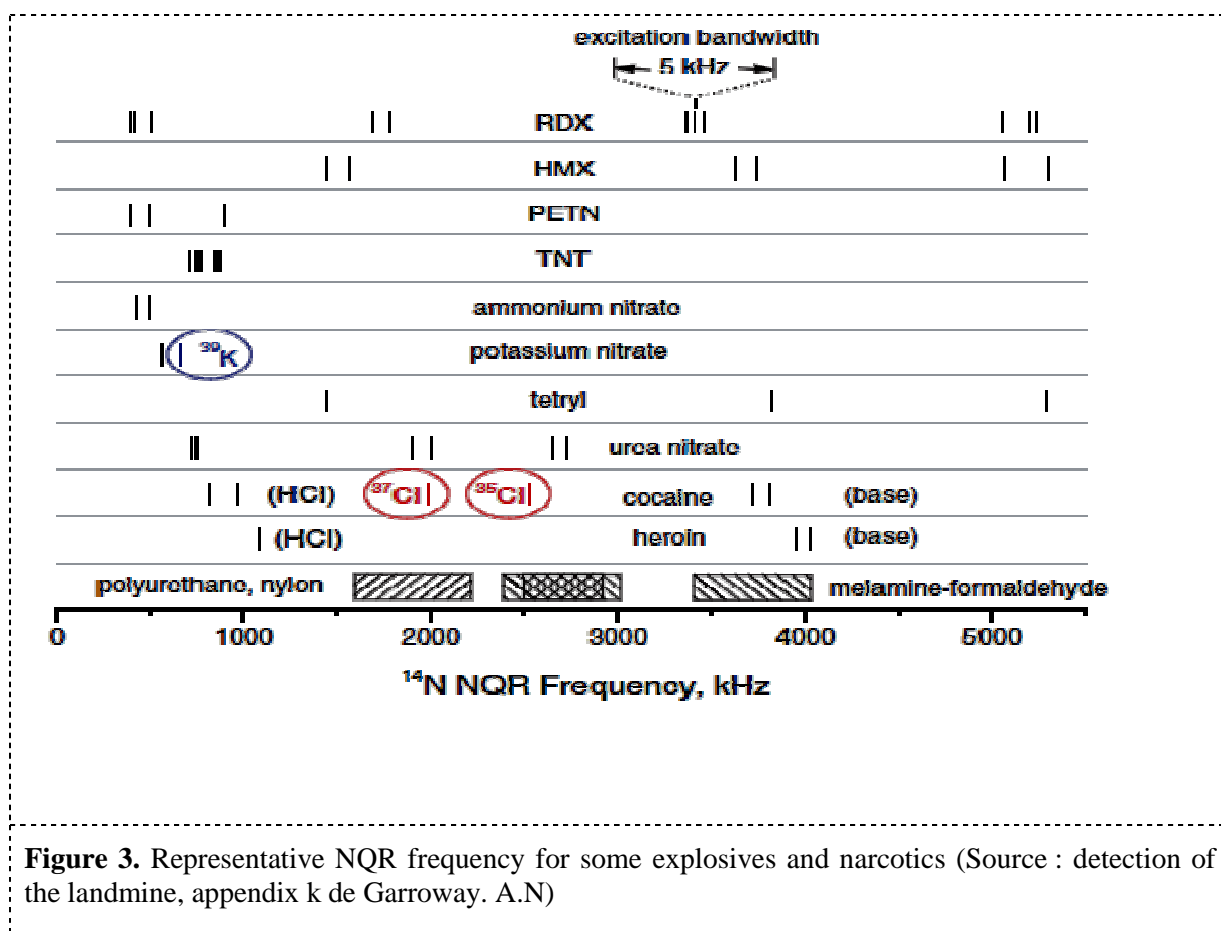 excitation bandwidth
5 kHz
RDX
HMX
PETN
TNT
ammonium nitrate
³⁹K potassium nitrate
tetryl
urea nitrate
(HCl) ³⁷Cl ³⁵Cl cocaine (base)
(HCl) heroin (base)
polyurethane, nylon melamine-formaldehyde
0 1000 2000 3000 4000 5000
¹⁴N NQR Frequency, kHz
Figure 3. Representative NQR frequency for some explosives and narcotics (Source : detection of
the landmine, appendix k de Garroway. A.N)